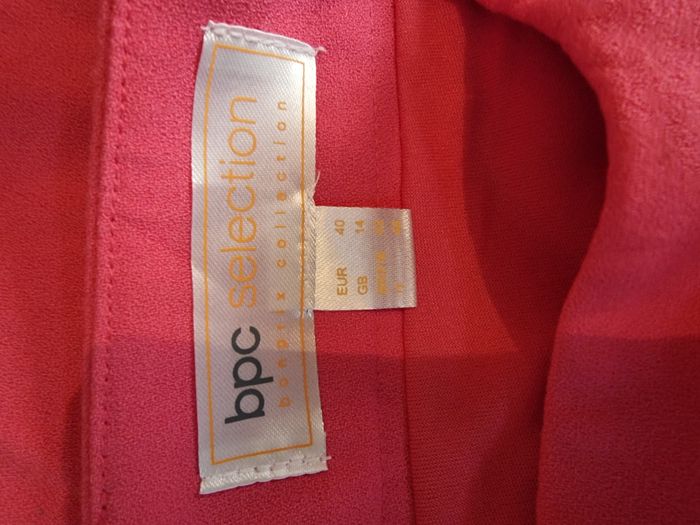 bpc selection
bonprix collection
EUR 40
GB 14